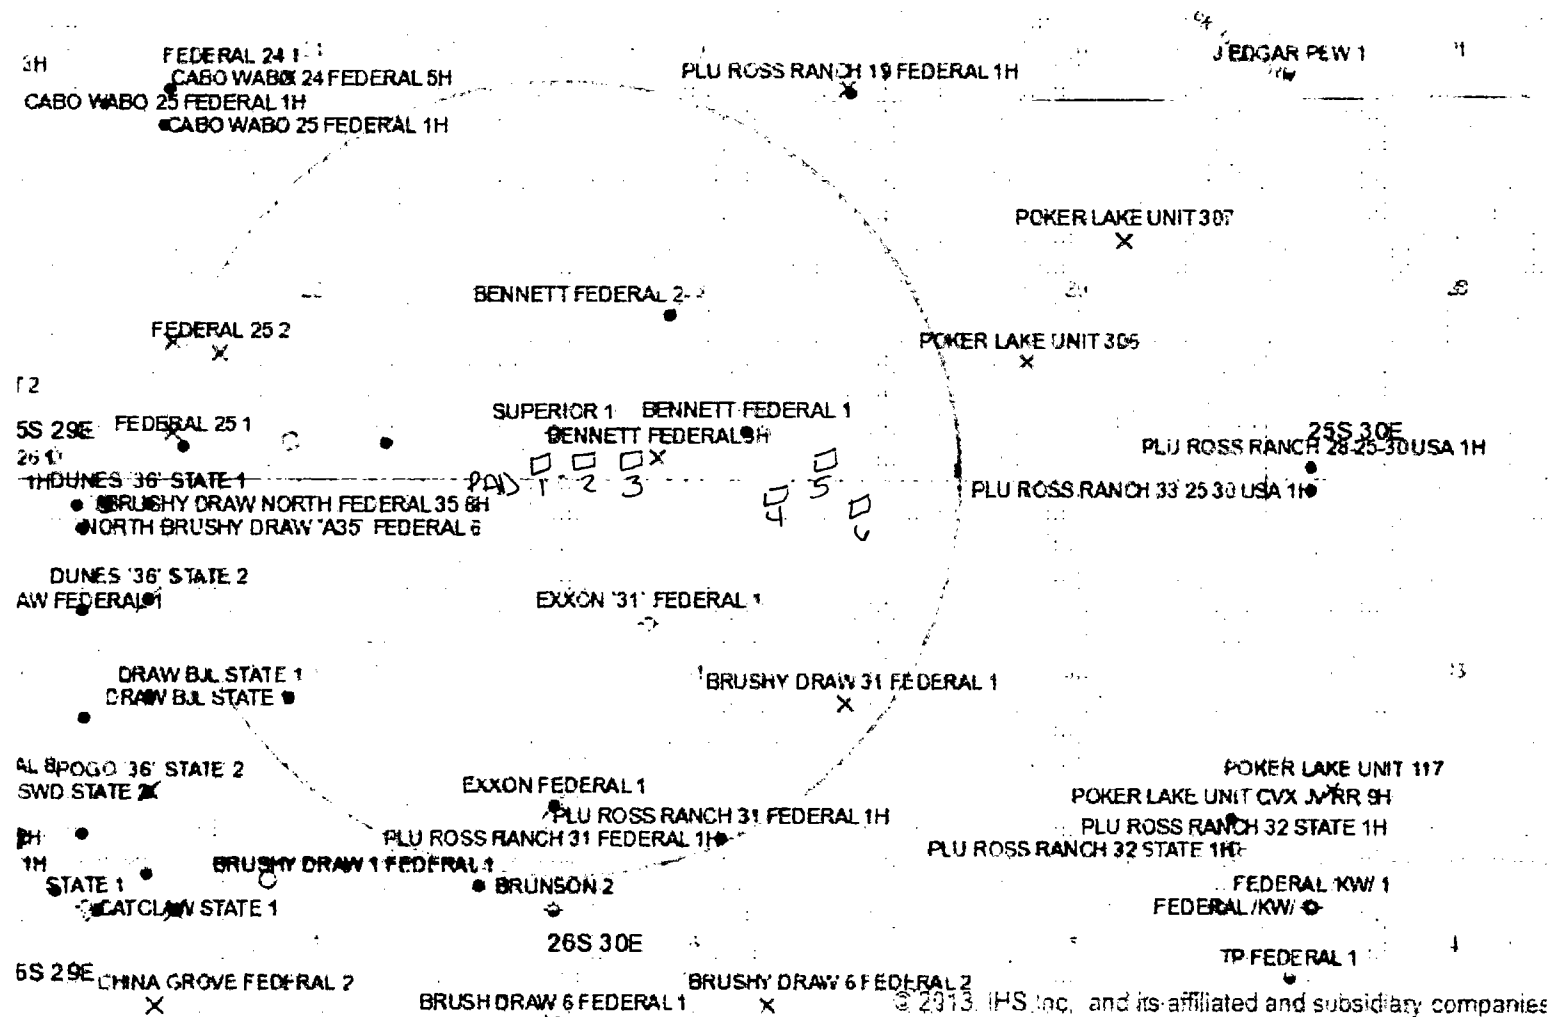 3H
FEDERAL 24 1
CABO WABO 24 FEDERAL 5H
CABO WABO 25 FEDERAL 1H
CABO WABO 25 FEDERAL 1H
PLU ROSS RANCH 19 FEDERAL 1H
J EDGAR PEW 1
POKER LAKE UNIT 307
BENNETT FEDERAL 2
FEDERAL 25 2
POKER LAKE UNIT 306
SUPERIOR 1
BENNETT FEDERAL 1
BENNETT FEDERAL 3H
5S 29E
FEDERAL 25 1
25S 30E
PLU ROSS RANCH 28-25-30 USA 1H
PLU ROSS RANCH 33 25 30 USA 1H
1H
DUNES '36' STATE 1
PAD 1 2 3 4 5 6
BRUSHY DRAW NORTH FEDERAL 35 8H
NORTH BRUSHY DRAW 'A35' FEDERAL 6
DUNES '36' STATE 2
AW FEDERAL 1
EXXON '31' FEDERAL 1
DRAW BJL STATE 1
DRAW BJL STATE
BRUSHY DRAW 31 FEDERAL 1
POGO '36' STATE 2
SWD STATE 2
EXXON FEDERAL 1
PLU ROSS RANCH 31 FEDERAL 1H
PLU ROSS RANCH 31 FEDERAL 1H
POKER LAKE UNIT 117
POKER LAKE UNIT CVX JV RR 9H
PLU ROSS RANCH 32 STATE 1H
PLU ROSS RANCH 32 STATE 1H
1H
BRUSHY DRAW 1 FEDERAL 1
STATE 1
CATCLAW STATE 1
BRUNSON 2
FEDERAL /KW/ 1
FEDERAL /KW/
26S 30E
TP FEDERAL 1
6S 29E
CHINA GROVE FEDERAL 2
BRUSHY DRAW 6 FEDERAL 2
BRUSH DRAW 6 FEDERAL 1
© 2013. IHS Inc. and its affiliated and subsidiary companies